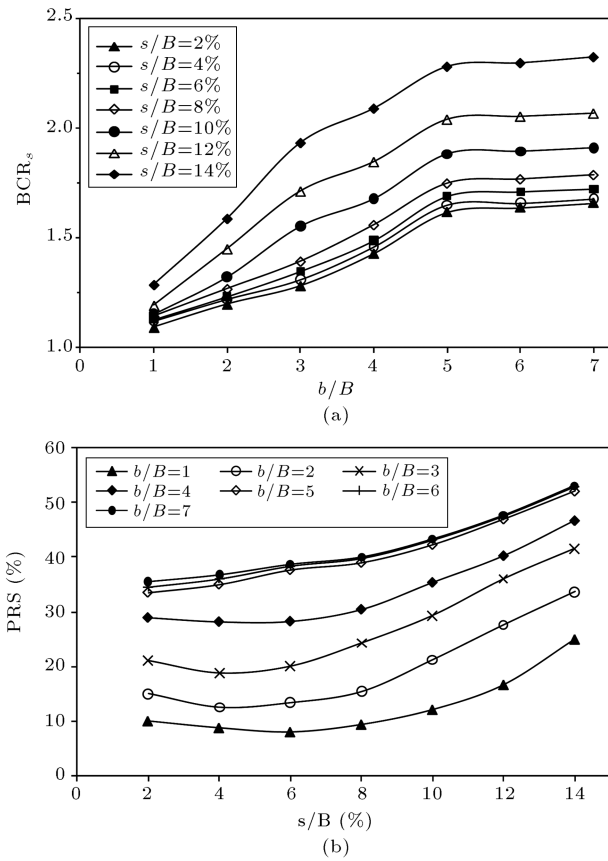 2.5
2.0
1.5
1.0
BCRₛ
s/B=2%
s/B=4%
s/B=6%
s/B=8%
s/B=10%
s/B=12%
s/B=14%
0 1 2 3 4 5 6 7
b/B
(a)
60
50
40
30
20
10
0
PRS (%)
b/B=1 b/B=2 b/B=3
b/B=4 b/B=5 b/B=6
b/B=7
0 2 4 6 8 10 12 14
s/B (%)
(b)